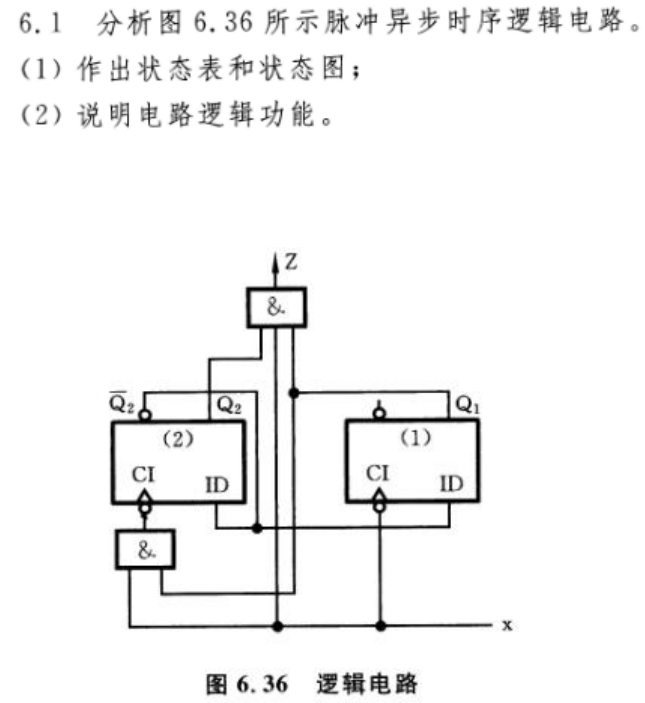 6.1 分析图 6.36 所示脉冲异步时序逻辑电路。
(1) 作出状态表和状态图;
(2) 说明电路逻辑功能。
Z
&
Q̅₂ Q₂ Q₁
(2) (1)
CI ID CI ID
&
x
图 6.36 逻辑电路